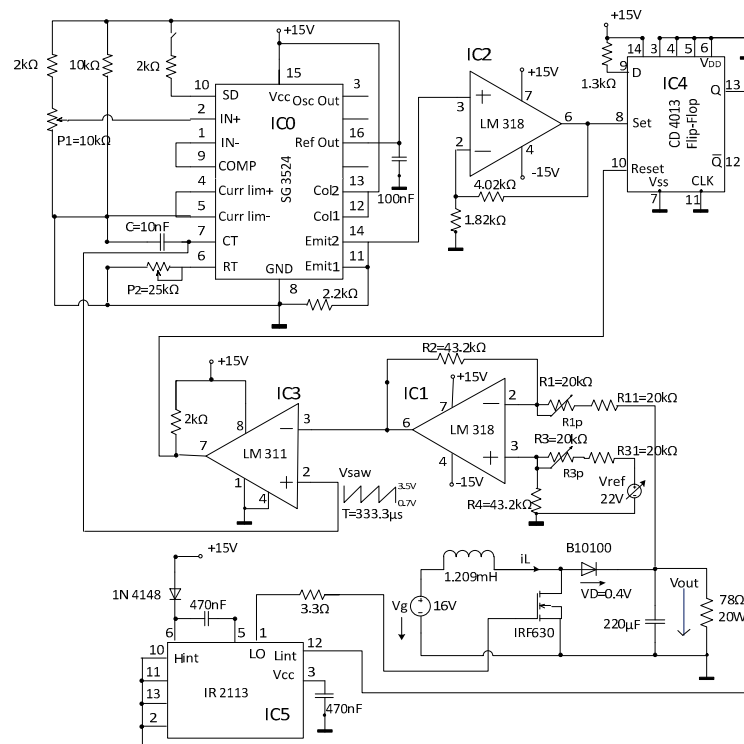 +15V
+15V
2kΩ
10kΩ
2kΩ
P1=10kΩ
10 SD
2 IN+
1 IN-
9 COMP
4 Curr lim+
5 Curr lim-
7 CT
6 RT
15
Vcc
IC0
SG 3524
GND
8
Osc Out 3
Ref Out 16
Col2 13
Col1 12
Emit2 14
Emit1 11
100nF
C=10nF
P2=25kΩ
2.2kΩ
IC2
+15V
3
+
7
LM 318
6
2
−
4
-15V
4.02kΩ
1.82kΩ
1.3kΩ
14 3 4 5 6
VDD
9
D
IC4
CD 4013
Flip-Flop
Q 13
8 Set
10 Reset
Q 12
Vss
CLK
7
11
R2=43.2kΩ
+15V
IC3
IC1
+15V
R1=20kΩ
R11=20kΩ
2kΩ
8
7
LM 311
−
3
+
2
1
4
6
7
LM 318
−
2
+
3
4
-15V
R1p
R3=20kΩ
R31=20kΩ
R3p
R4=43.2kΩ
Vref
22V
Vsaw
3.5V
0.7V
T=333.3µs
+15V
1N 4148
470nF
3.3Ω
1.209mH
iL
B10100
VD=0.4V
Vg
16V
IRF630
220µF
Vout
78Ω
20W
6
5
1
12
10 Hint
LO
Lint
11
Vcc 3
13
IR 2113
470nF
2
IC5